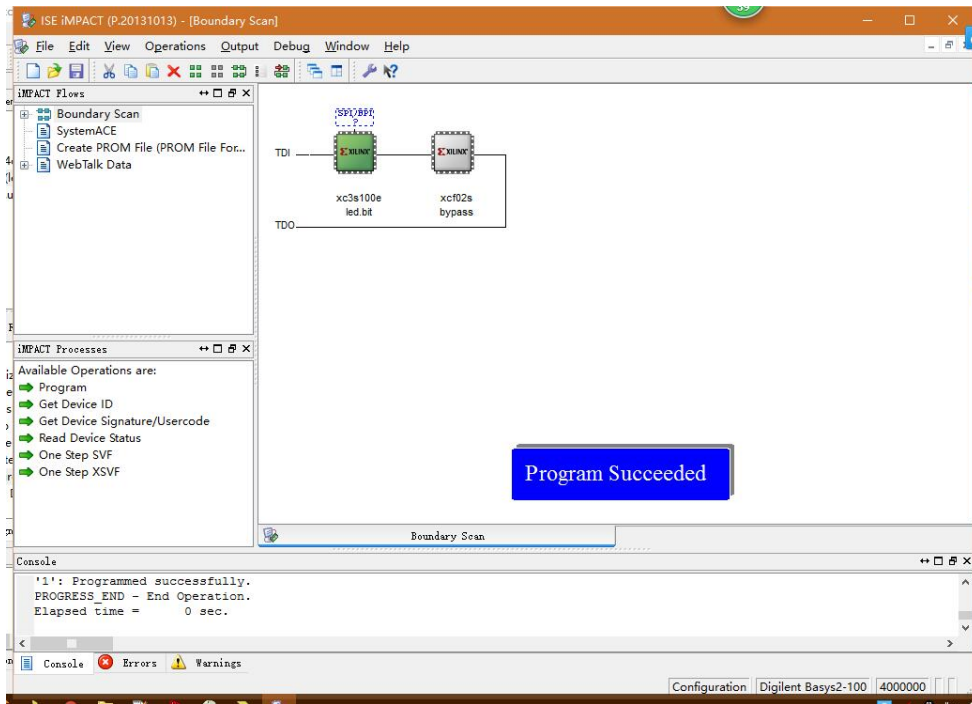 ISE iMPACT (P.20131013) - [Boundary Scan]
File Edit View Operations Output Debug Window Help
iMPACT Flows
Boundary Scan
SystemACE
Create PROM File (PROM File For...
WebTalk Data
SPI/BPI
?
TDI
XILINX
XILINX
xc3s100e
xcf02s
led.bit
bypass
TDO
iMPACT Processes
Available Operations are:
Program
Get Device ID
Get Device Signature/Usercode
Read Device Status
One Step SVF
One Step XSVF
Program Succeeded
Boundary Scan
Console
'1': Programmed successfully.
PROGRESS_END - End Operation.
Elapsed time = 0 sec.
Console Errors Warnings
Configuration Digilent Basys2-100 4000000